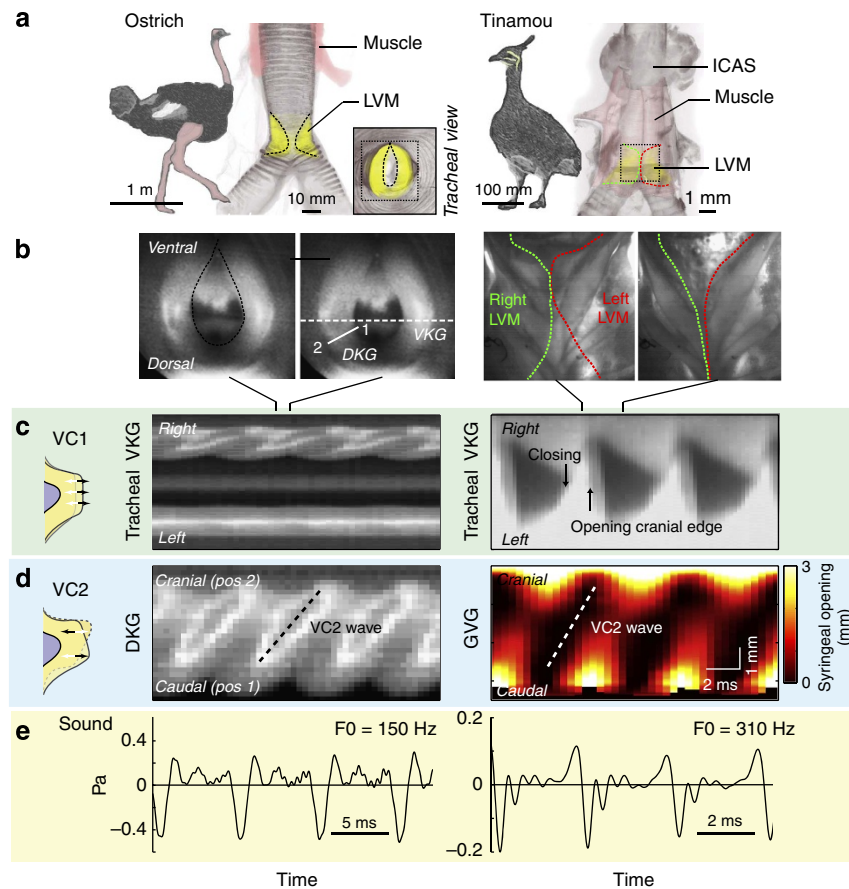 a
Ostrich
Tinamou
Muscle
LVM
Tracheal view
1 m
10 mm
ICAS
Muscle
LVM
100 mm
1 mm
b
Ventral
Dorsal
1
2
DKG
VKG
Right
LVM
Left
LVM
c
VC1
Tracheal VKG
Right
Left
Tracheal VKG
Right
Closing
Opening cranial edge
Left
d
VC2
DKG
Cranial (pos 2)
VC2 wave
Caudal (pos 1)
GVG
Cranial
VC2 wave
Caudal
2 ms
1 mm
3
0
Syringeal opening
(mm)
e
Sound
Pa
0.4
0
–0.4
F0 = 150 Hz
5 ms
Time
0.2
0
–0.2
F0 = 310 Hz
2 ms
Time